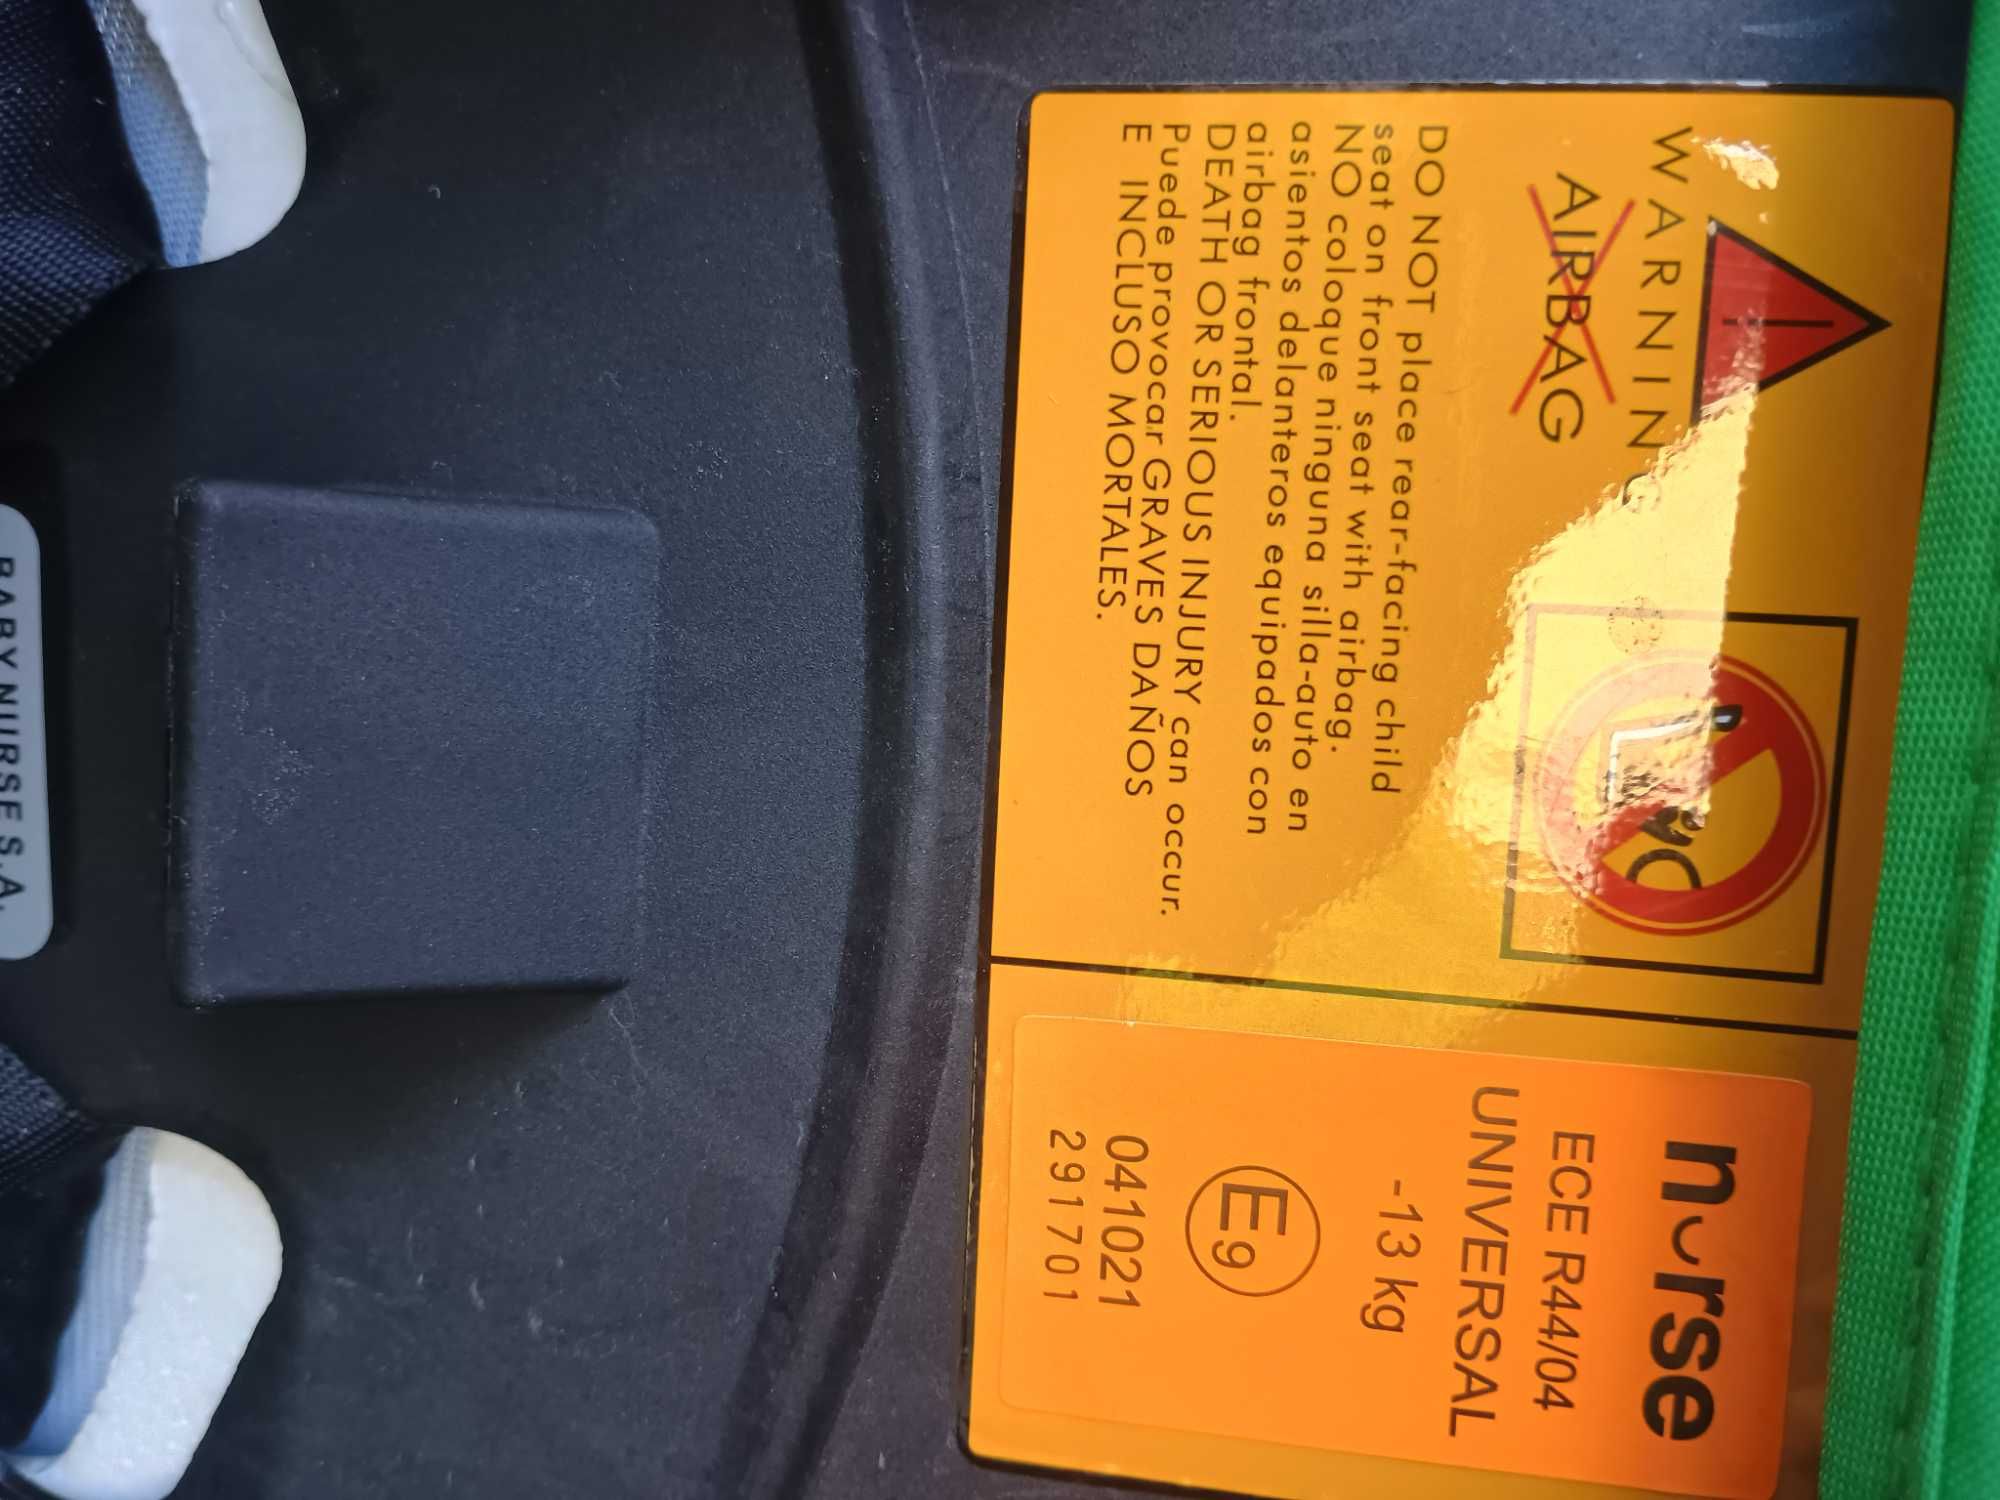 WARNING
AIRBAG
DO NOT place rear-facing child
seat on front seat with airbag.
NO coloque ninguna silla-auto en
asientos delanteros equipados con
airbag frontal.
DEATH OR SERIOUS INJURY can occur.
Puede provocar GRAVES DAÑOS
E INCLUSO MORTALES.
nurse
ECE R44/04
UNIVERSAL
-13 kg
E9
041021
291701
BABY NURSE S.A.